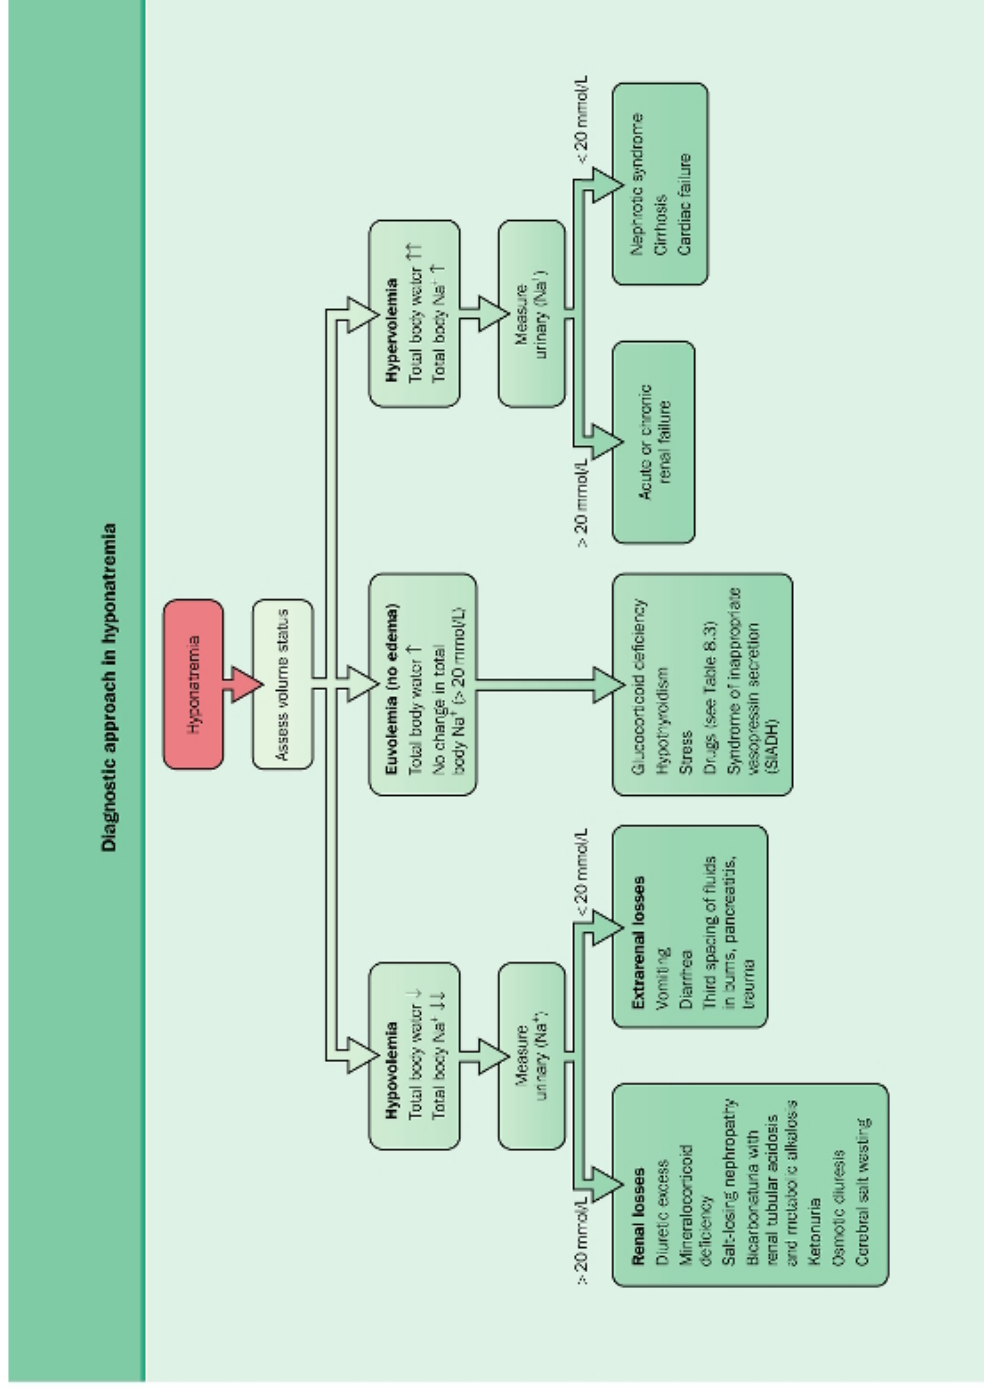 Diagnostic approach in hyponatremia
Hyponatremia
Assess volume status
Hypovolemia
Total body water ↓
Total body Na⁺ ↓↓
Euvolemia (no edema)
Total body water ↑
No change in total
body Na⁺ (> 20 mmol/L)
Hypervolemia
Total body water ↑↑
Total body Na⁺ ↑
Measure
urinary (Na⁺)
Measure
urinary (Na⁺)
> 20 mmol/L
< 20 mmol/L
> 20 mmol/L
< 20 mmol/L
Renal losses
Diuretic excess
Mineralocorticoid
deficiency
Salt-losing nephropathy
Bicarbonaturia with
renal tubular acidosis
and metabolic alkalosis
Ketonuria
Osmotic diuresis
Cerebral salt wasting
Extrarenal losses
Vomiting
Diarrhea
Third spacing of fluids
in burns, pancreatitis,
trauma
Glucocorticoid deficiency
Hypothyroidism
Stress
Drugs (see Table 8.3)
Syndrome of inappropriate
vasopressin secretion
(SIADH)
Acute or chronic
renal failure
Nephrotic syndrome
Cirrhosis
Cardiac failure